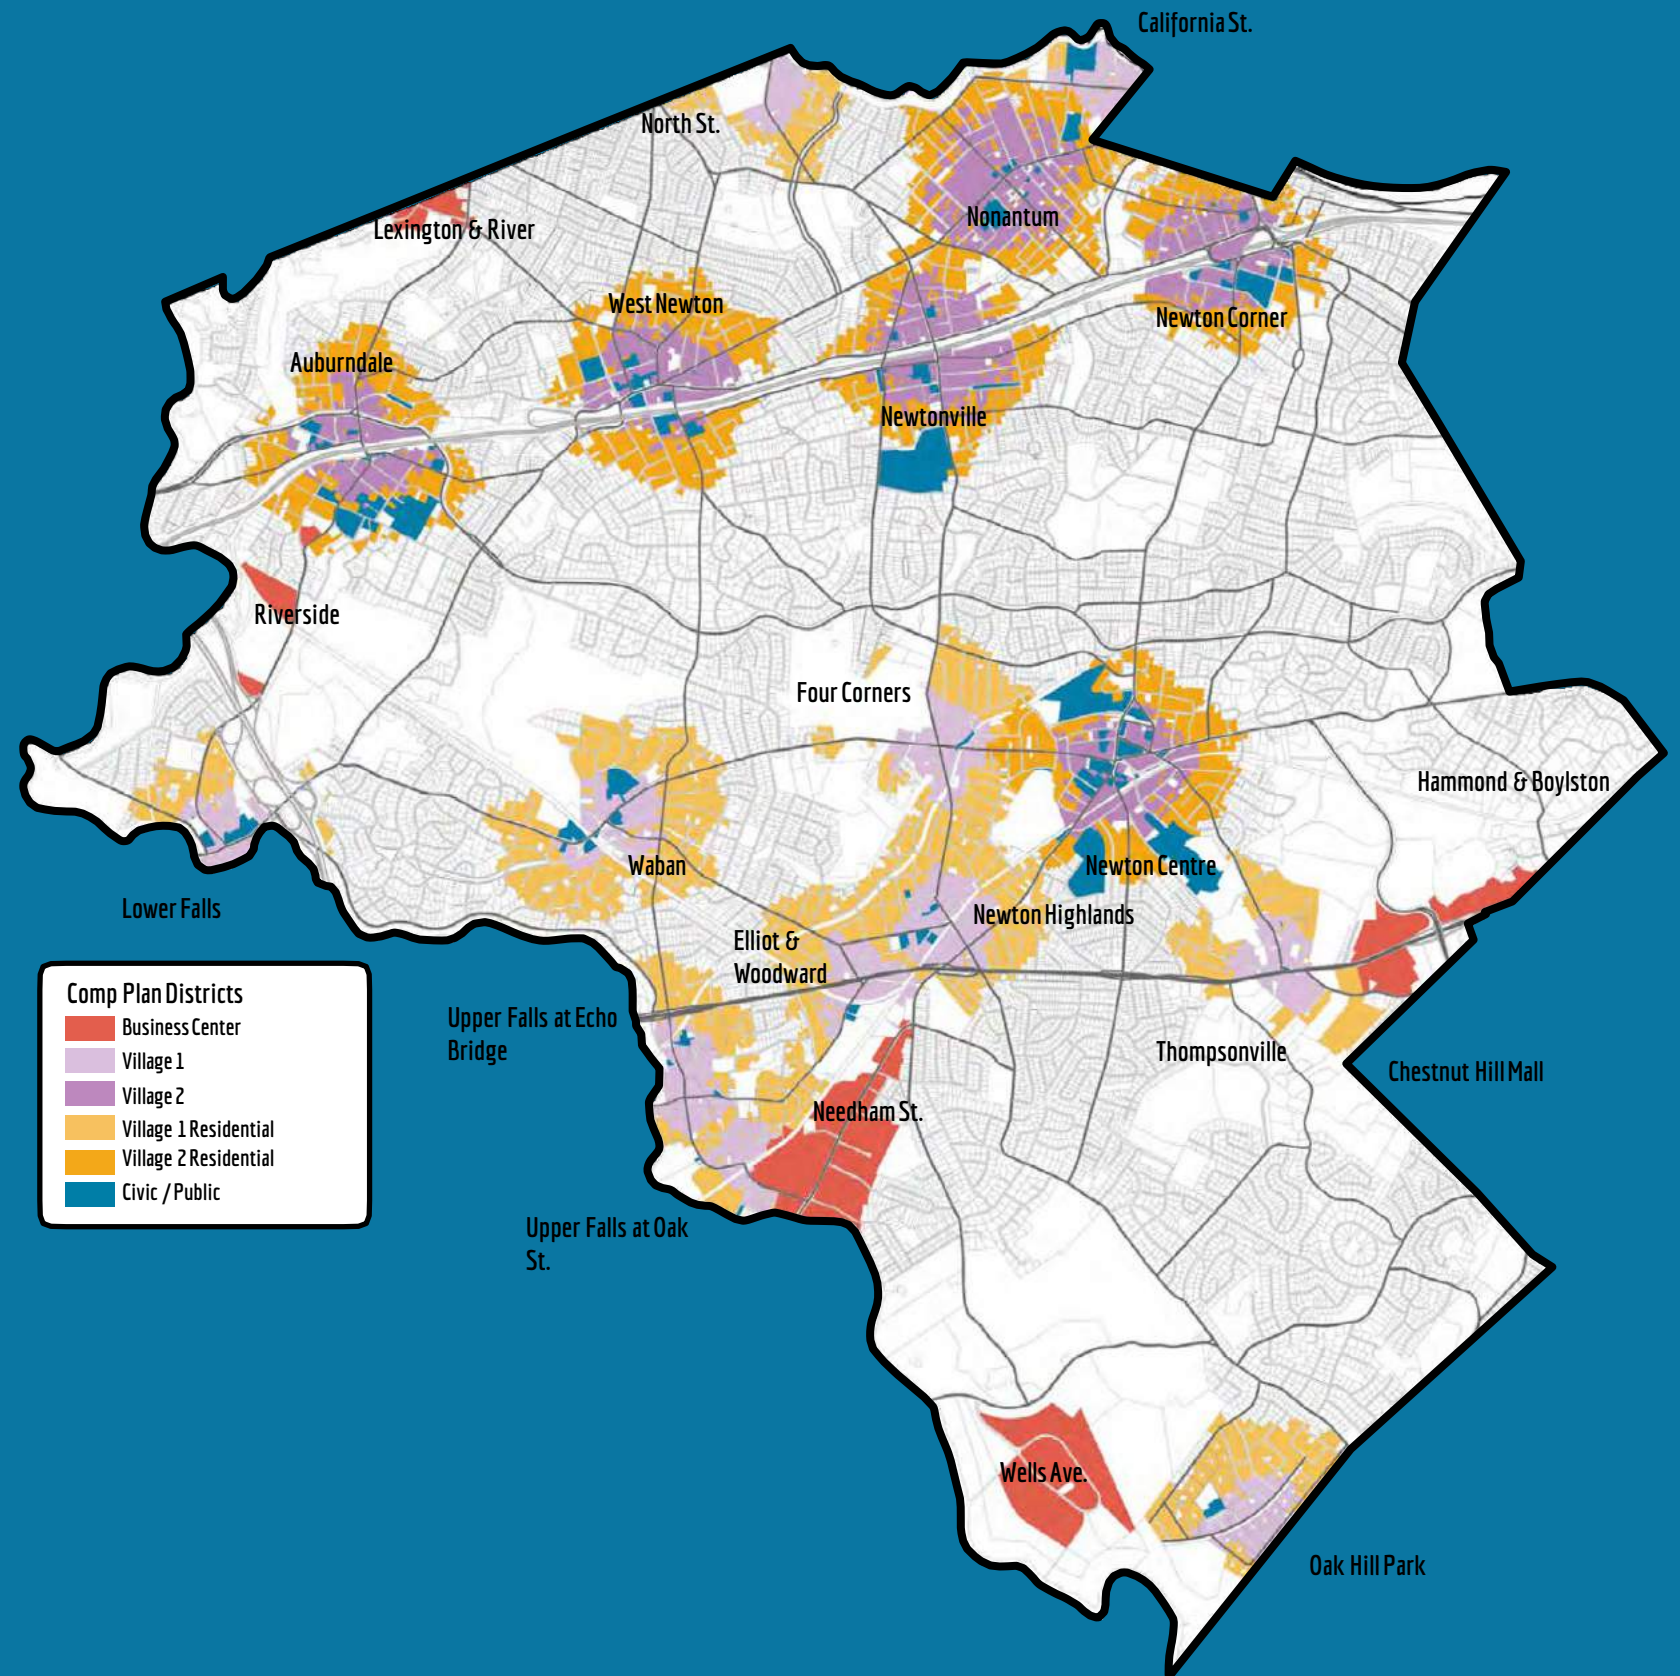 California St.
North St.
Lexington & River
Nonantum
West Newton
Newton Corner
Auburndale
Newtonville
Riverside
Four Corners
Hammond & Boylston
Waban
Newton Centre
Lower Falls
Newton Highlands
Elliot &
Woodward
Upper Falls at Echo
Bridge
Thompsonville
Chestnut Hill Mall
Needham St.
Upper Falls at Oak
St.
Wells Ave.
Oak Hill Park
Comp Plan Districts
Business Center
Village 1
Village 2
Village 1 Residential
Village 2 Residential
Civic / Public